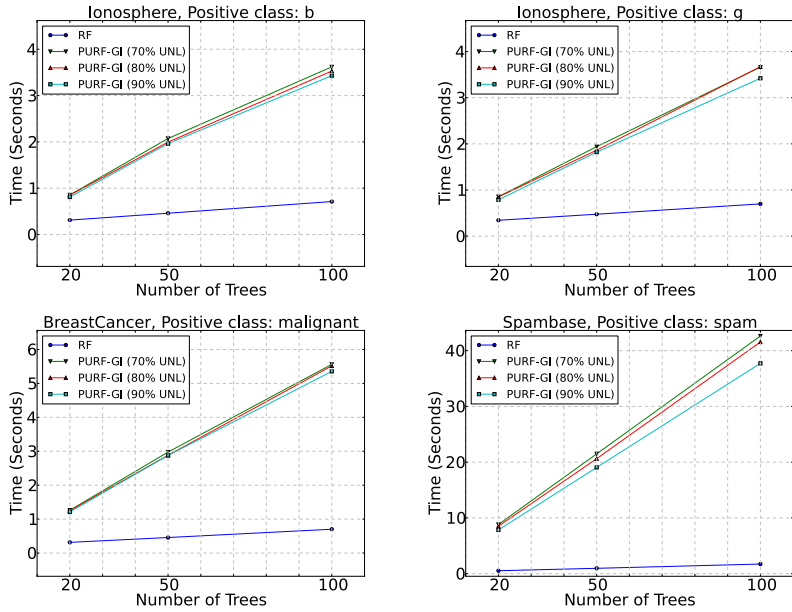 Ionosphere, Positive class: b
RF
PURF-GI (70% UNL)
PURF-GI (80% UNL)
PURF-GI (90% UNL)
Time (Seconds)
4
3
2
1
0
20 50 100
Number of Trees
Ionosphere, Positive class: g
RF
PURF-GI (70% UNL)
PURF-GI (80% UNL)
PURF-GI (90% UNL)
Time (Seconds)
4
3
2
1
0
20 50 100
Number of Trees
BreastCancer, Positive class: malignant
RF
PURF-GI (70% UNL)
PURF-GI (80% UNL)
PURF-GI (90% UNL)
Time (Seconds)
6
5
4
3
2
1
0
20 50 100
Number of Trees
Spambase, Positive class: spam
RF
PURF-GI (70% UNL)
PURF-GI (80% UNL)
PURF-GI (90% UNL)
Time (Seconds)
40
30
20
10
0
20 50 100
Number of Trees